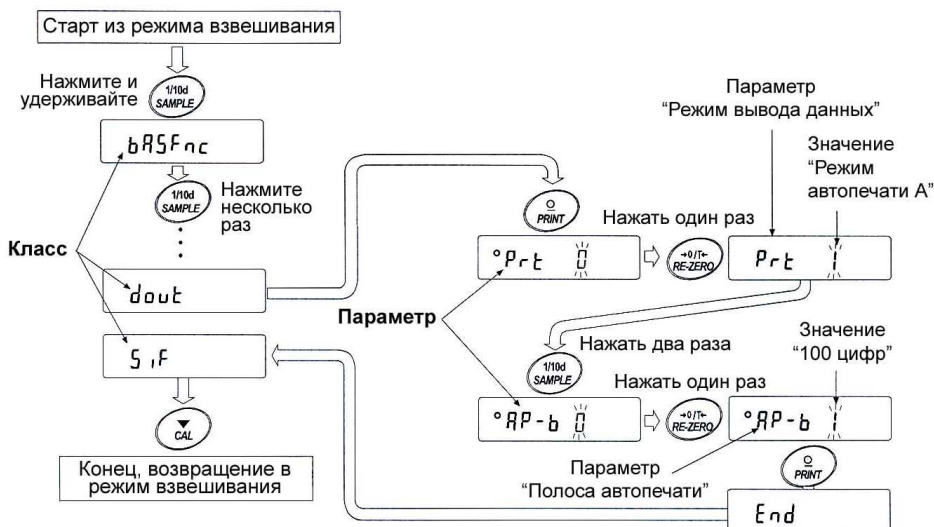 Старт из режима взвешивания
Нажмите и
удерживайте
1/10d
SAMPLE
bASFnc
1/10d
SAMPLE
Нажмите
несколько
раз
Класс
dout
S iF
CAL
Конец, возвращение в
режим взвешивания
PRINT
°Prt 0
Нажать один раз
→0/T←
RE-ZERO
Параметр
"Режим вывода данных"
Значение
"Режим
автопечати А"
Prt 1
Параметр
Нажать два раза
1/10d
SAMPLE
°AP-b 0
Нажать один раз
→0/T←
RE-ZERO
Значение
"100 цифр"
°AP-b 1
Параметр
"Полоса автопечати"
PRINT
End